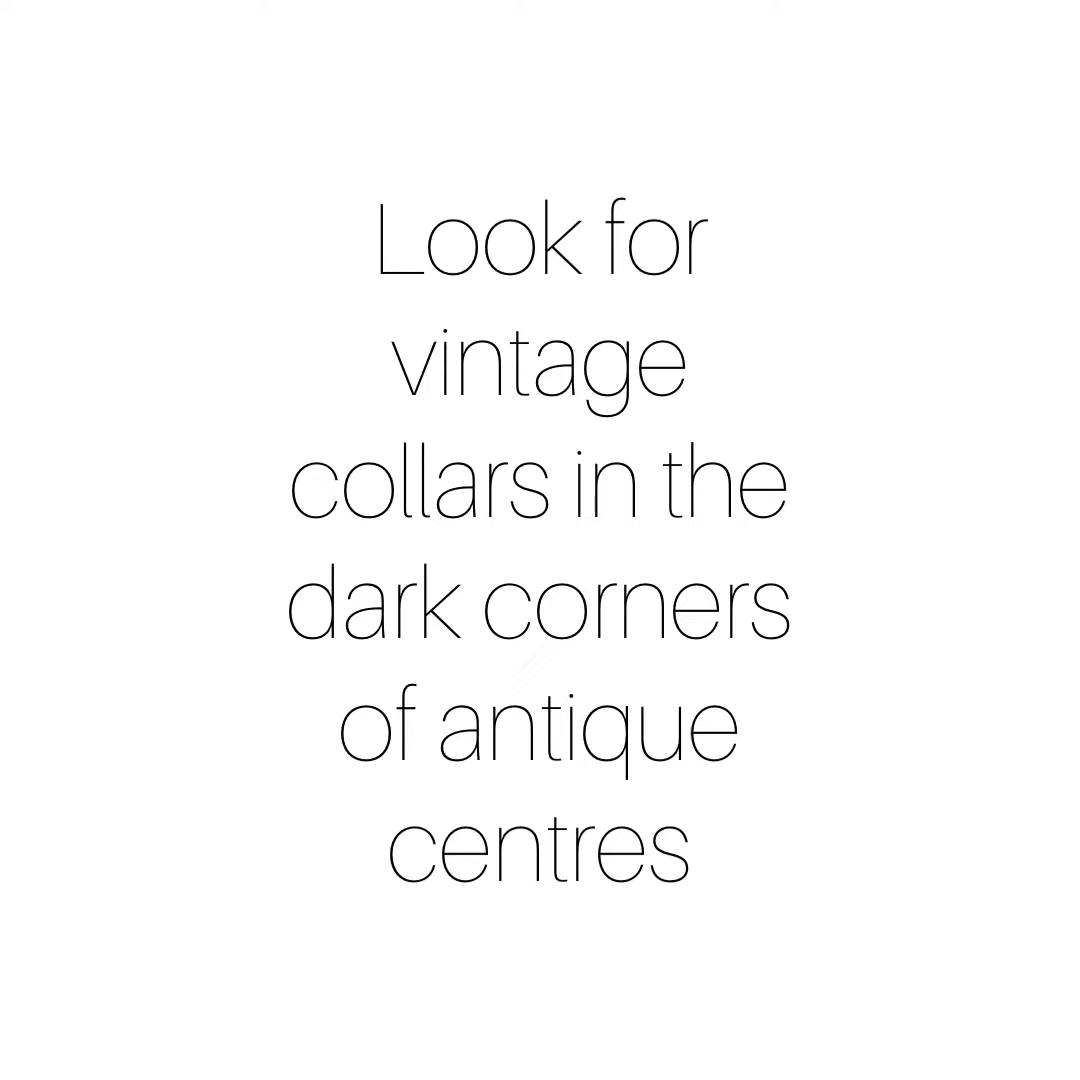 Look for
vintage
collars in the
dark corners
of antique
centres